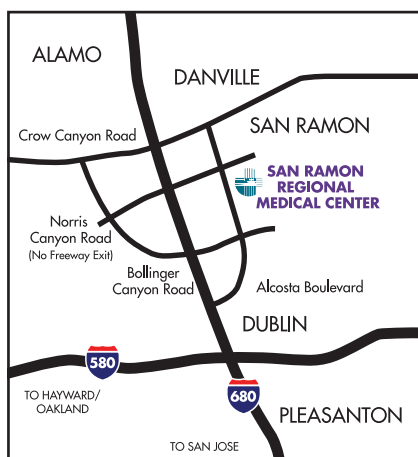 ALAMO
DANVILLE
SAN RAMON
Crow Canyon Road
SAN RAMON
REGIONAL
MEDICAL CENTER
Norris
Canyon Road
(No Freeway Exit)
Bollinger
Canyon Road
Alcosta Boulevard
DUBLIN
580
680
TO HAYWARD/
OAKLAND
PLEASANTON
TO SAN JOSE